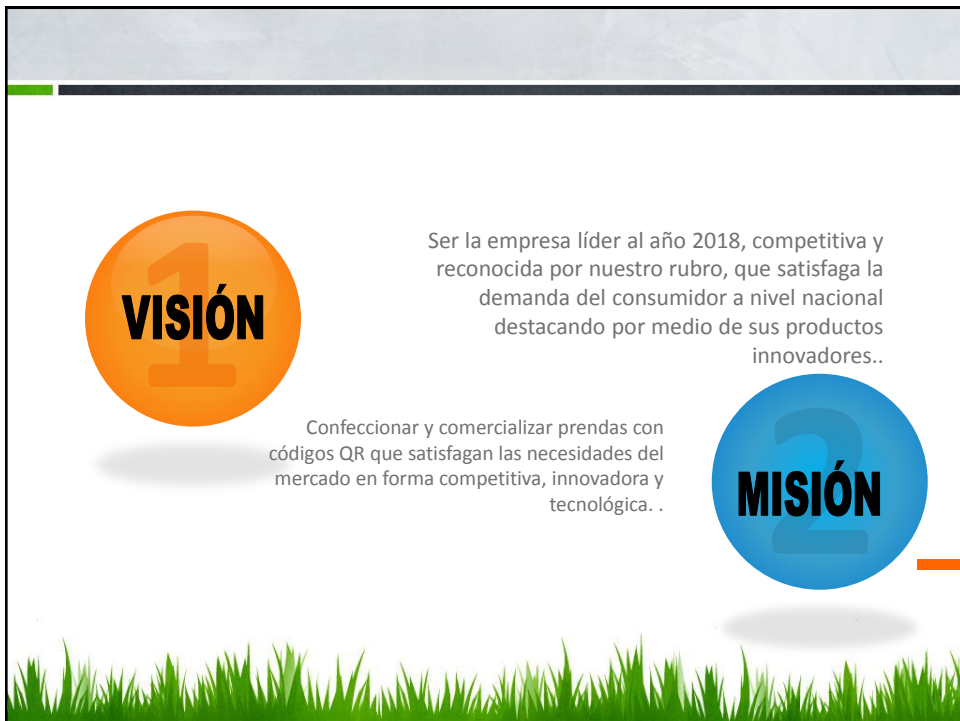 1
VISIÓN
Ser la empresa líder al año 2018, competitiva y
reconocida por nuestro rubro, que satisfaga la
demanda del consumidor a nivel nacional
destacando por medio de sus productos
innovadores..
Confeccionar y comercializar prendas con
códigos QR que satisfagan las necesidades del
mercado en forma competitiva, innovadora y
tecnológica. .
2
MISIÓN